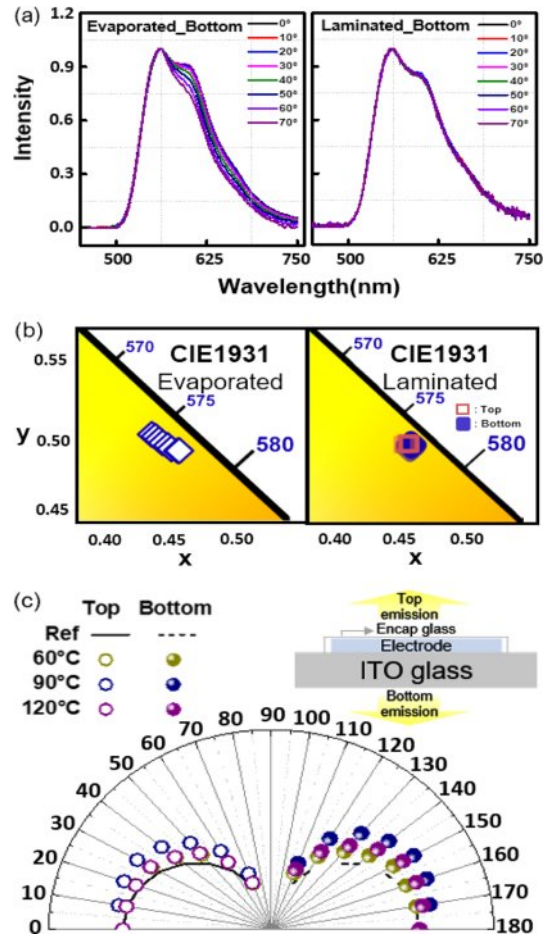 (a)
1.2
0.9
0.6
0.3
0.0
Intensity
Evaporated_Bottom
0°
10°
20°
30°
40°
50°
60°
70°
500
625
750
Laminated_Bottom
0°
10°
20°
30°
40°
50°
60°
70°
500
625
750
Wavelength(nm)
(b)
0.55
0.50
0.45
y
570
CIE1931
Evaporated
575
580
0.40
0.45
0.50
x
570
CIE1931
Laminated
575
: Top
: Bottom
580
0.40
0.45
0.50
x
(c)
Top Bottom
Ref
60°C
90°C
120°C
Top
emission
Encap glass
Electrode
ITO glass
Bottom
emission
0
10
20
30
40
50
60
70
80
90
100
110
120
130
140
150
160
170
180